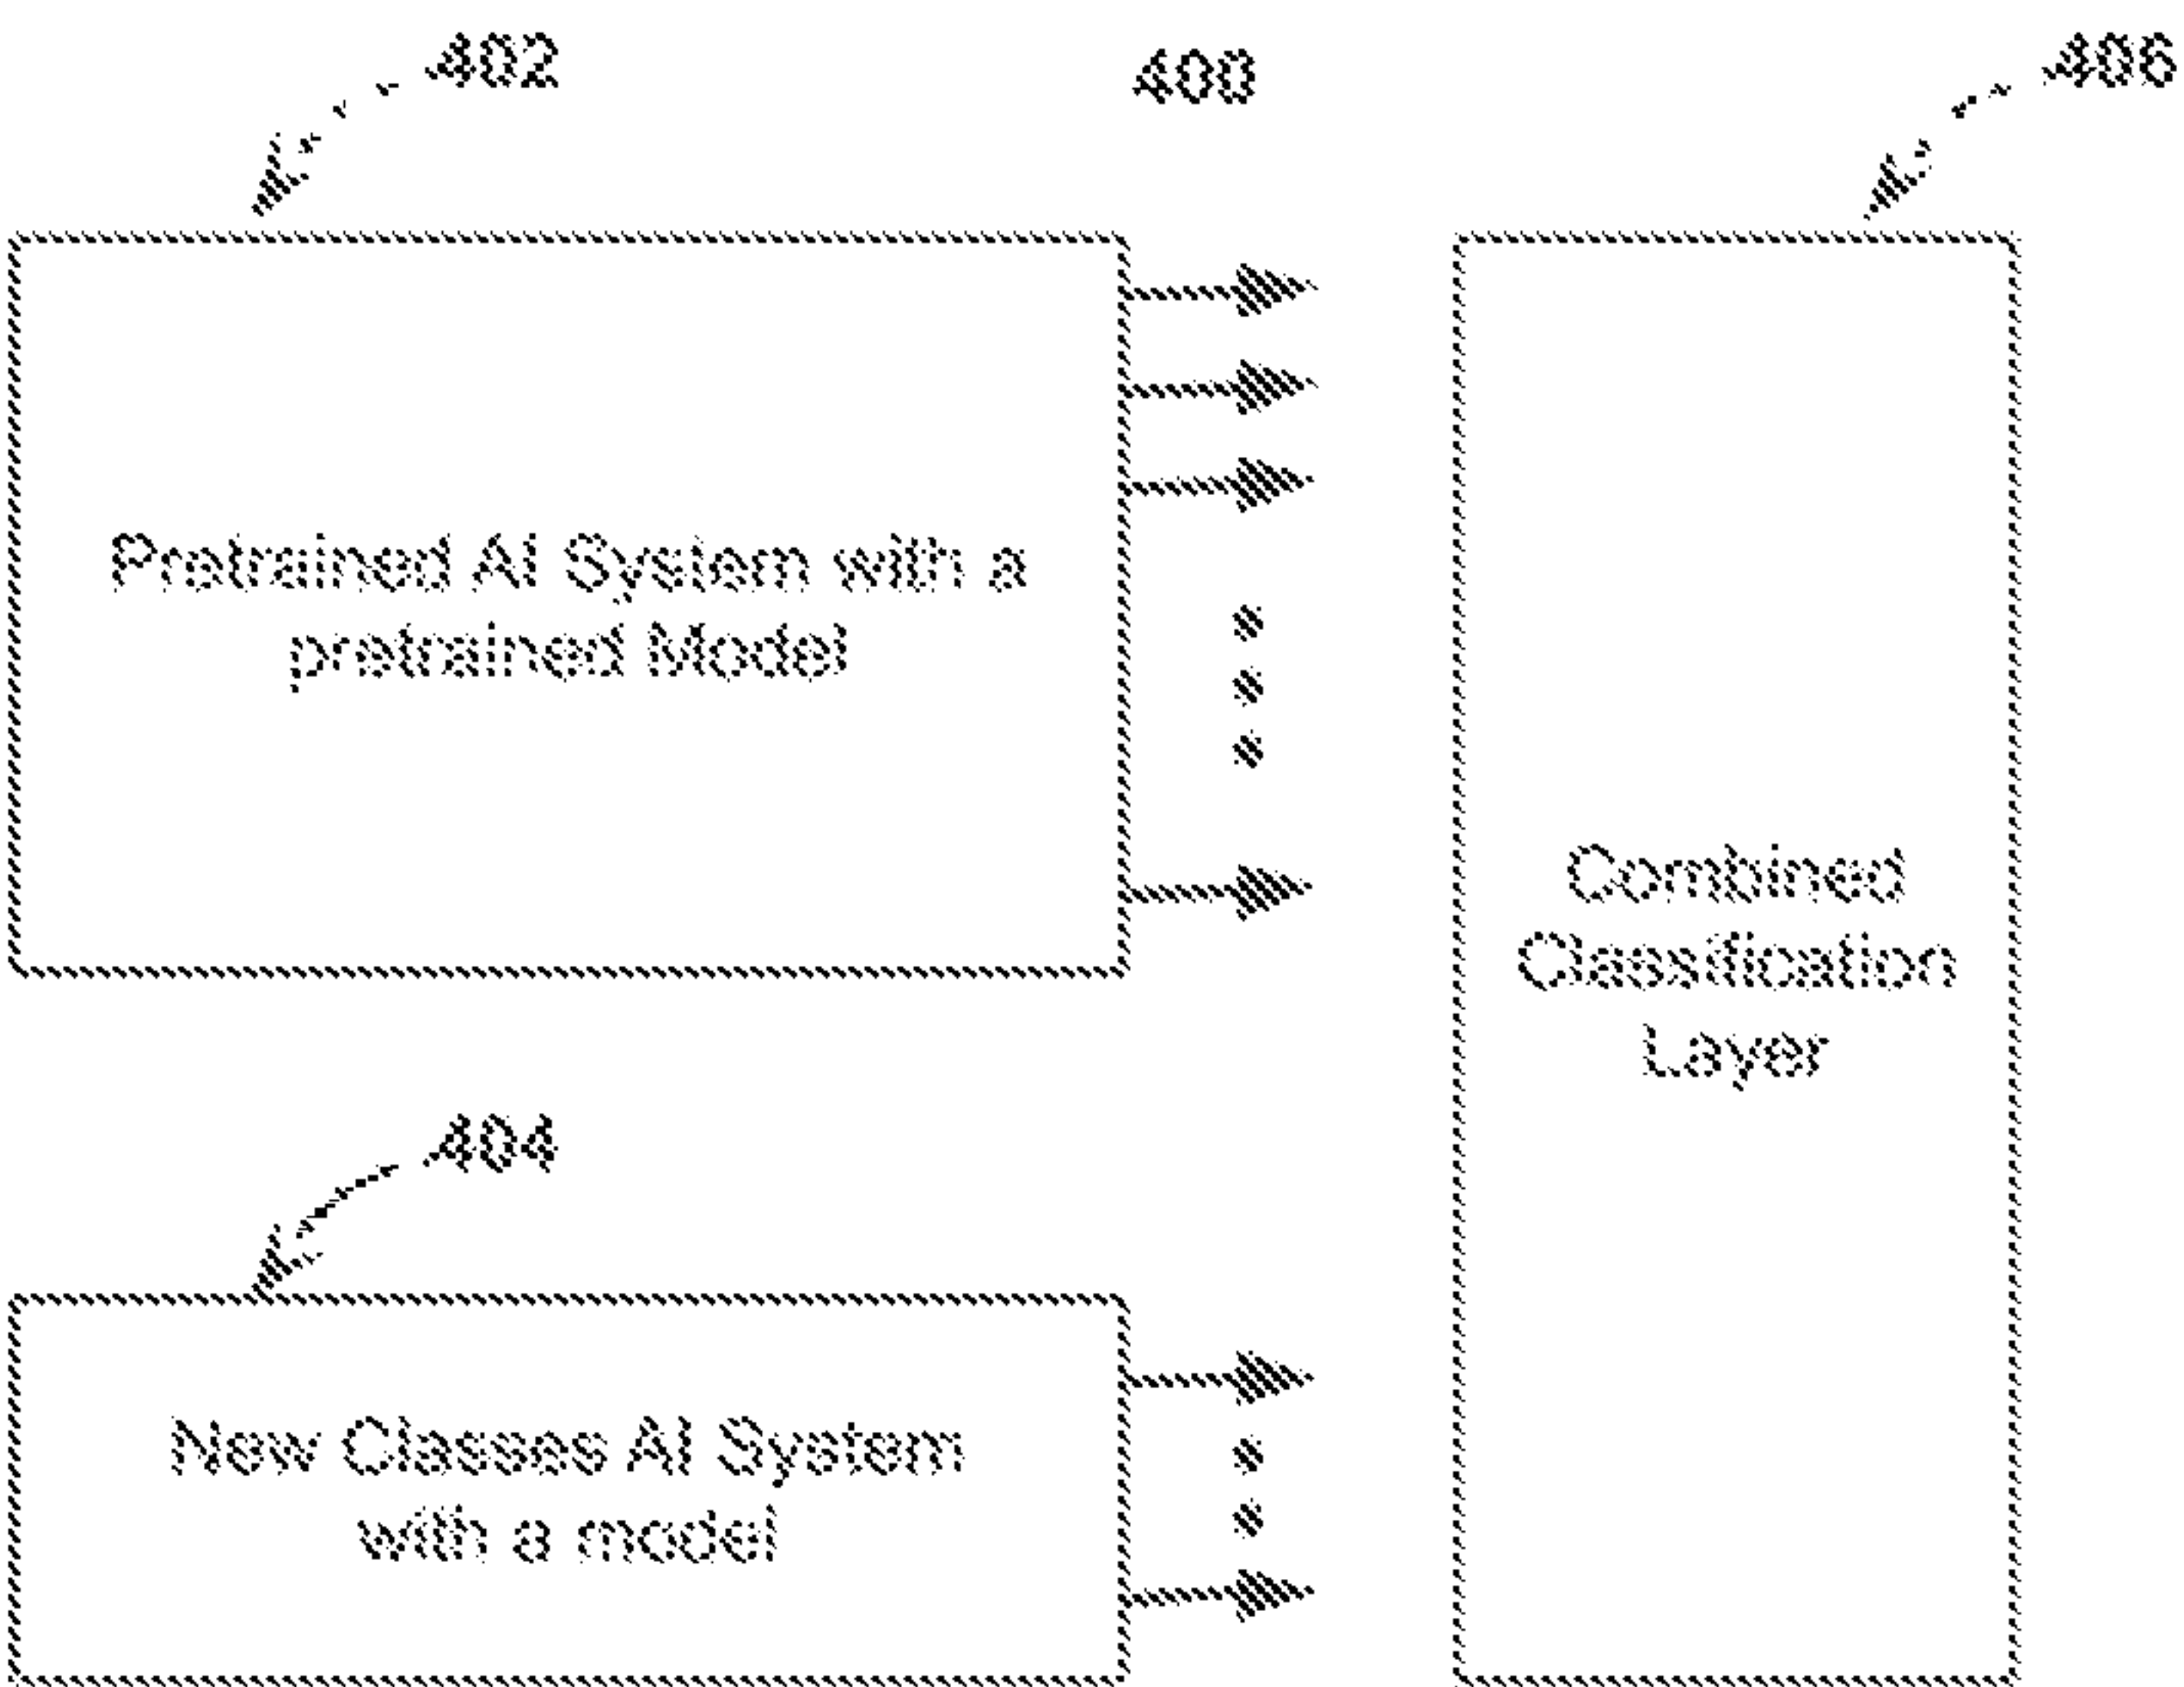 402
400
406
Pretrained AI System with a
pretrained Model
Combined
Classification
Layer
404
New Classes AI System
with a model